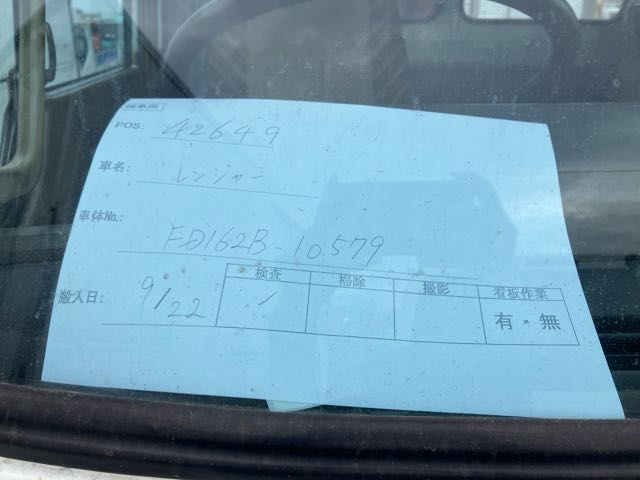 POS: 42649
車名: レンジャー
車体No.: FD162B-10579
搬入日: 9/22
検査 掃除 撮影 看板作業
有・無